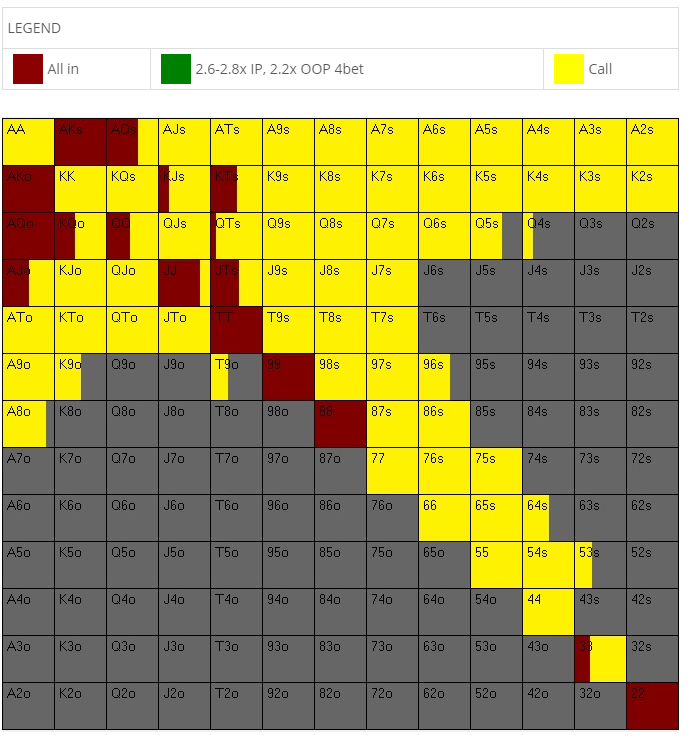 LEGEND
All in 2.6-2.8x IP, 2.2x OOP 4bet Call
AA AKs AQs AJs ATs A9s A8s A7s A6s A5s A4s A3s A2s
AKo KK KQs KJs KTs K9s K8s K7s K6s K5s K4s K3s K2s
AQo KQo QQ QJs QTs Q9s Q8s Q7s Q6s Q5s Q4s Q3s Q2s
AJo KJo QJo JJ JTs J9s J8s J7s J6s J5s J4s J3s J2s
ATo KTo QTo JTo TT T9s T8s T7s T6s T5s T4s T3s T2s
A9o K9o Q9o J9o T9o 99 98s 97s 96s 95s 94s 93s 92s
A8o K8o Q8o J8o T8o 98o 88 87s 86s 85s 84s 83s 82s
A7o K7o Q7o J7o T7o 97o 87o 77 76s 75s 74s 73s 72s
A6o K6o Q6o J6o T6o 96o 86o 76o 66 65s 64s 63s 62s
A5o K5o Q5o J5o T5o 95o 85o 75o 65o 55 54s 53s 52s
A4o K4o Q4o J4o T4o 94o 84o 74o 64o 54o 44 43s 42s
A3o K3o Q3o J3o T3o 93o 83o 73o 63o 53o 43o 33 32s
A2o K2o Q2o J2o T2o 92o 82o 72o 62o 52o 42o 32o 22